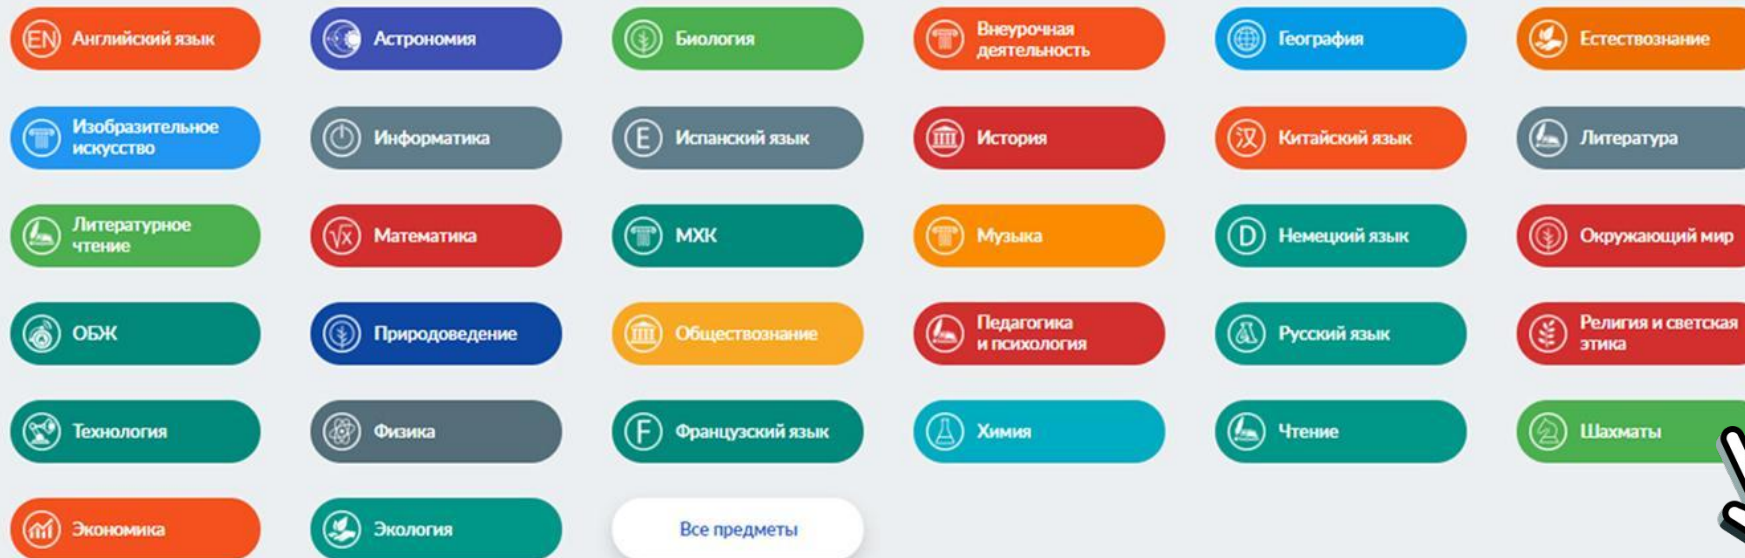 EN Английский язык
Астрономия
Биология
Внеурочная
деятельность
География
Естествознание
Изобразительное
искусство
Информатика
E Испанский язык
История
汉 Китайский язык
Литература
Литературное
чтение
√x Математика
МХК
Музыка
D Немецкий язык
Окружающий мир
ОБЖ
Природоведение
Обществознание
Педагогика
и психология
Русский язык
Религия и светская
этика
Технология
Физика
F Французский язык
Химия
Чтение
Шахматы
Экономика
Экология
Все предметы